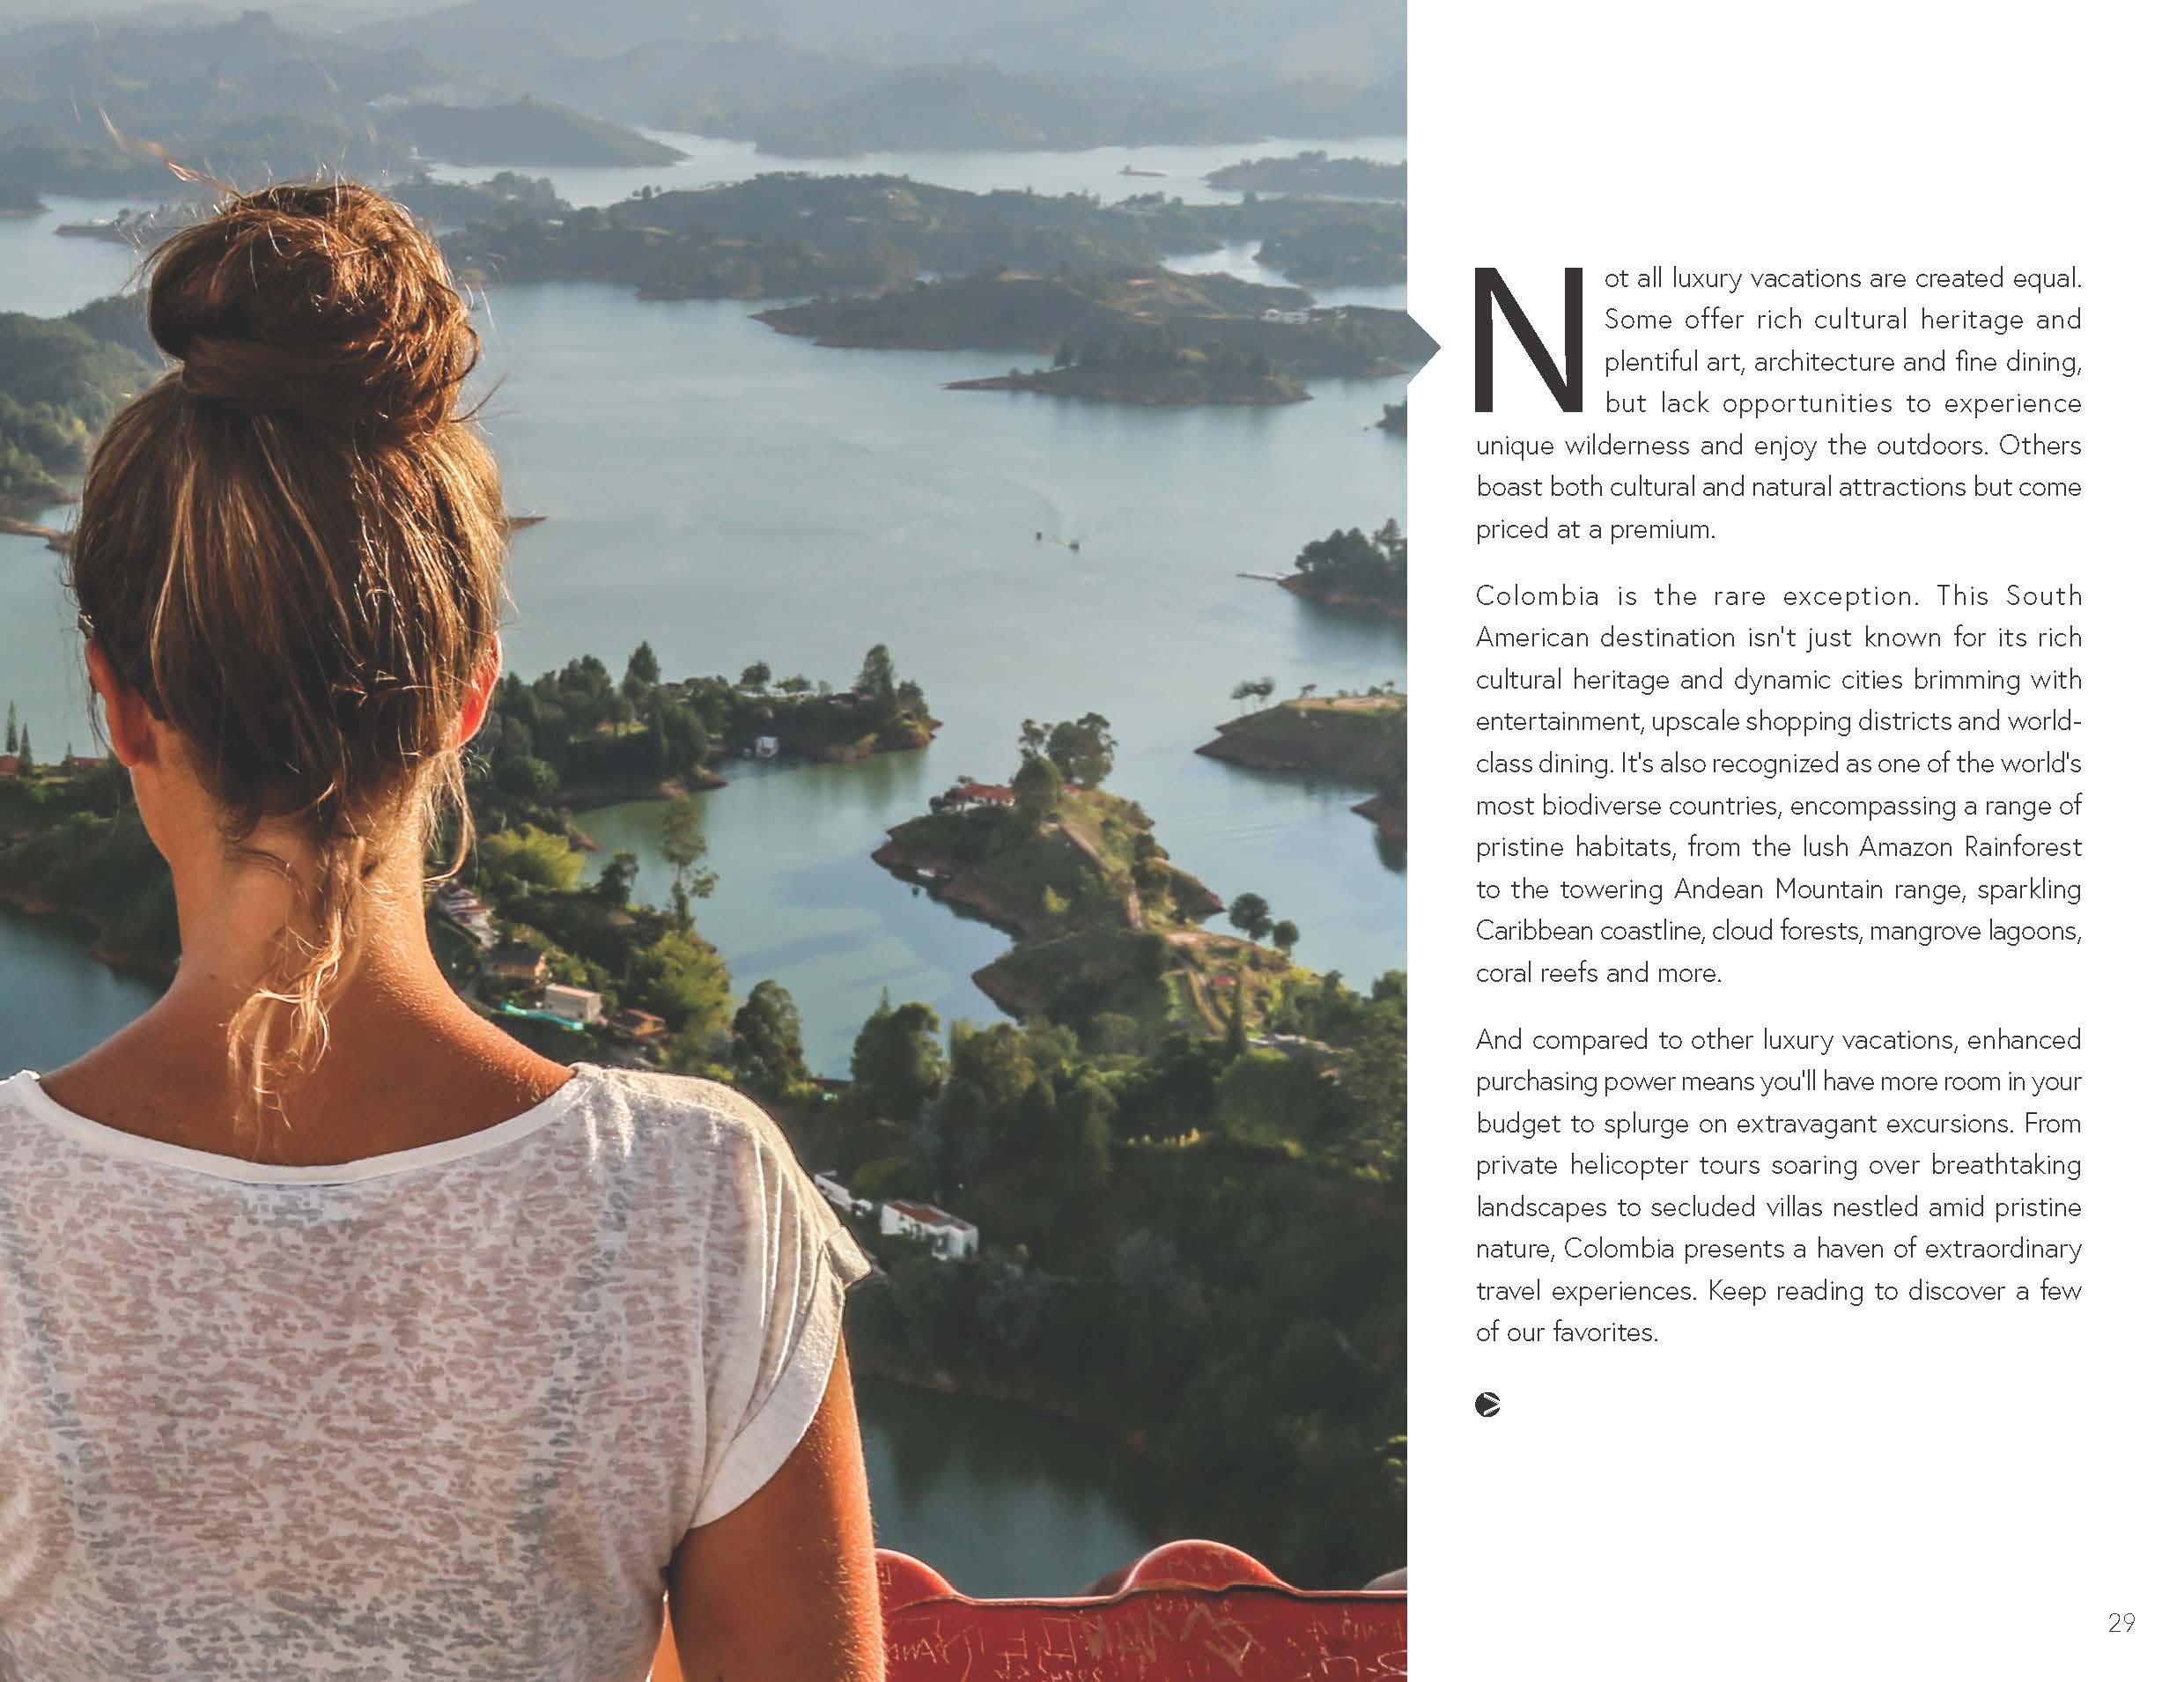 Not all luxury vacations are created equal.
Some offer rich cultural heritage and
plentiful art, architecture and fine dining,
but lack opportunities to experience
unique wilderness and enjoy the outdoors. Others
boast both cultural and natural attractions but come
priced at a premium.
Colombia is the rare exception. This South
American destination isn't just known for its rich
cultural heritage and dynamic cities brimming with
entertainment, upscale shopping districts and world-
class dining. It's also recognized as one of the world's
most biodiverse countries, encompassing a range of
pristine habitats, from the lush Amazon Rainforest
to the towering Andean Mountain range, sparkling
Caribbean coastline, cloud forests, mangrove lagoons,
coral reefs and more.
And compared to other luxury vacations, enhanced
purchasing power means you'll have more room in your
budget to splurge on extravagant excursions. From
private helicopter tours soaring over breathtaking
landscapes to secluded villas nestled amid pristine
nature, Colombia presents a haven of extraordinary
travel experiences. Keep reading to discover a few
of our favorites.
29